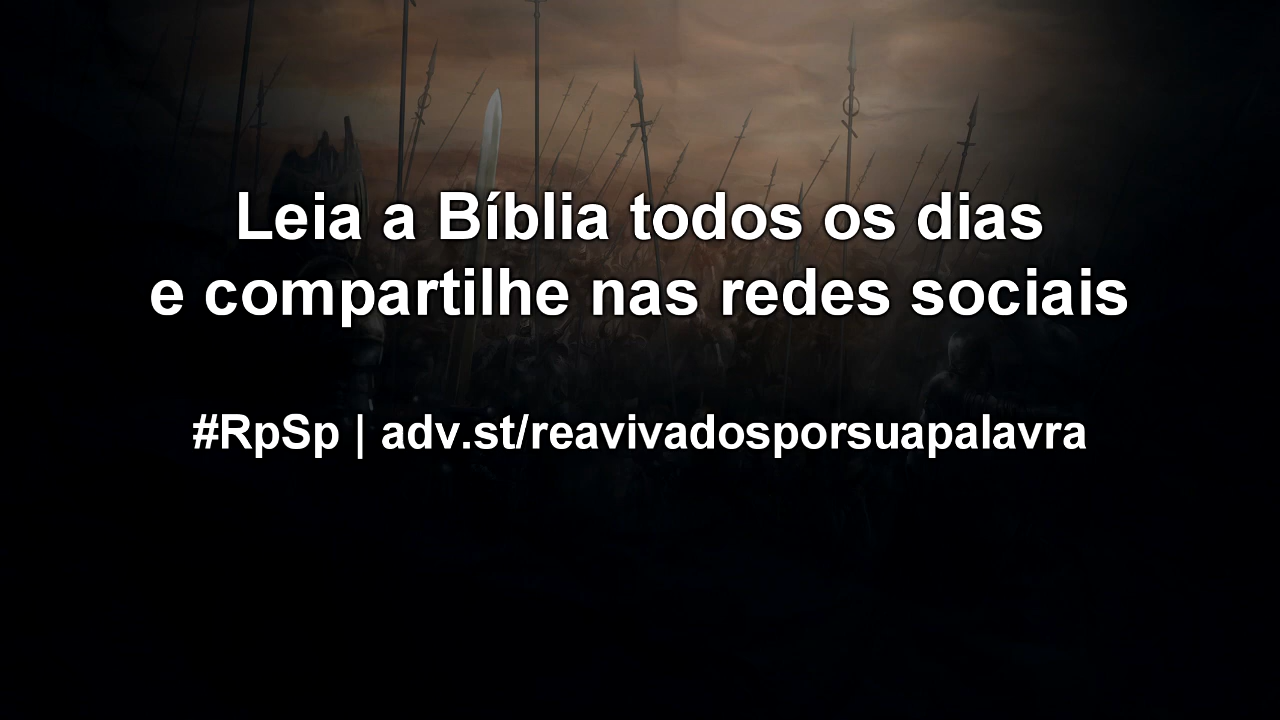 Leia a Bíblia todos os dias
e compartilhe nas redes sociais
#RpSp | adv.st/reavivadosporsuapalavra